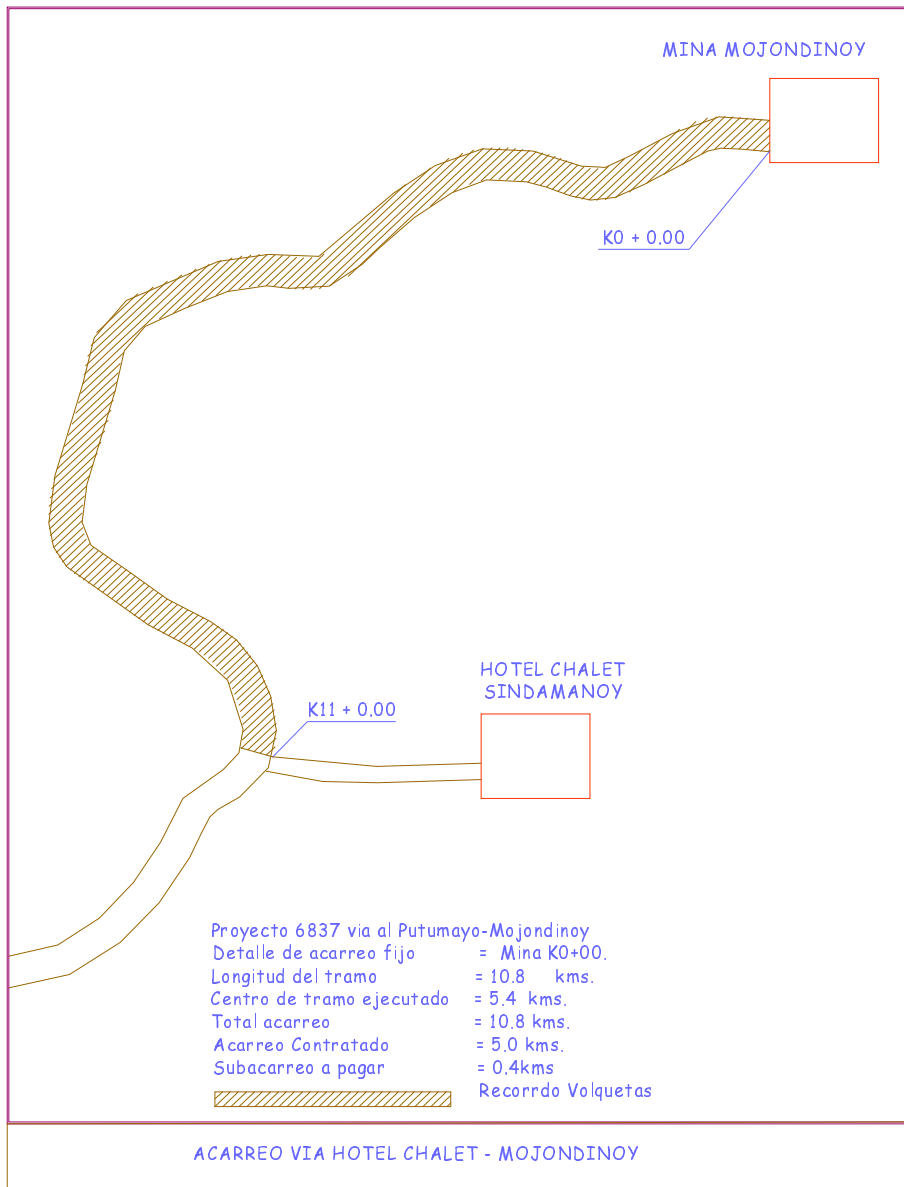 MINA MOJONDINOY
K0 + 0.00
HOTEL CHALET
SINDAMANOY
K11 + 0.00
Proyecto 6837 via al Putumayo-Mojondinoy
Detalle de acarreo fijo = Mina K0+00.
Longitud del tramo = 10.8 kms.
Centro de tramo ejecutado = 5.4 kms.
Total acarreo = 10.8 kms.
Acarreo Contratado = 5.0 kms.
Subacarreo a pagar = 0.4kms
Recorrdo Volquetas
ACARREO VIA HOTEL CHALET - MOJONDINOY